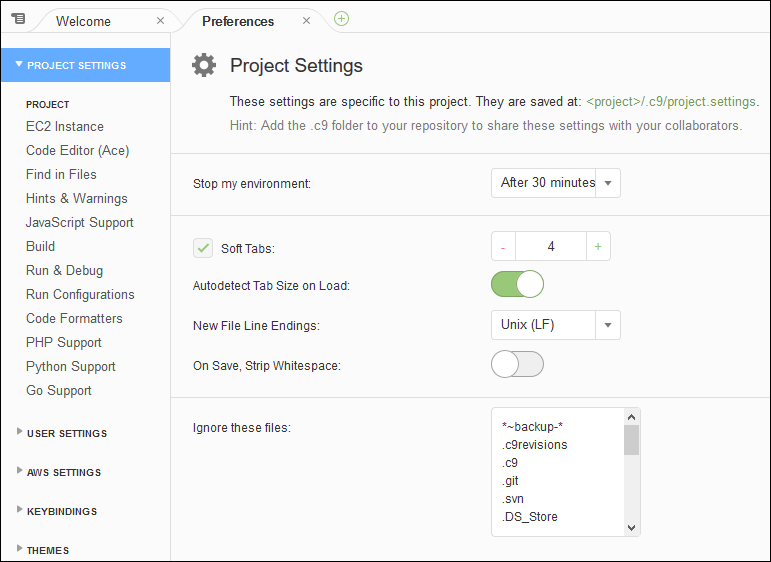 Welcome
Preferences
PROJECT SETTINGS
PROJECT
EC2 Instance
Code Editor (Ace)
Find in Files
Hints & Warnings
JavaScript Support
Build
Run & Debug
Run Configurations
Code Formatters
PHP Support
Python Support
Go Support
USER SETTINGS
AWS SETTINGS
KEYBINDINGS
THEMES
Project Settings
These settings are specific to this project. They are saved at: <project>/.c9/project.settings.
Hint: Add the .c9 folder to your repository to share these settings with your collaborators.
Stop my environment: After 30 minutes
Soft Tabs: - 4 +
Autodetect Tab Size on Load:
New File Line Endings: Unix (LF)
On Save, Strip Whitespace:
Ignore these files:
*~backup-*
.c9revisions
.c9
.git
.svn
.DS_Store